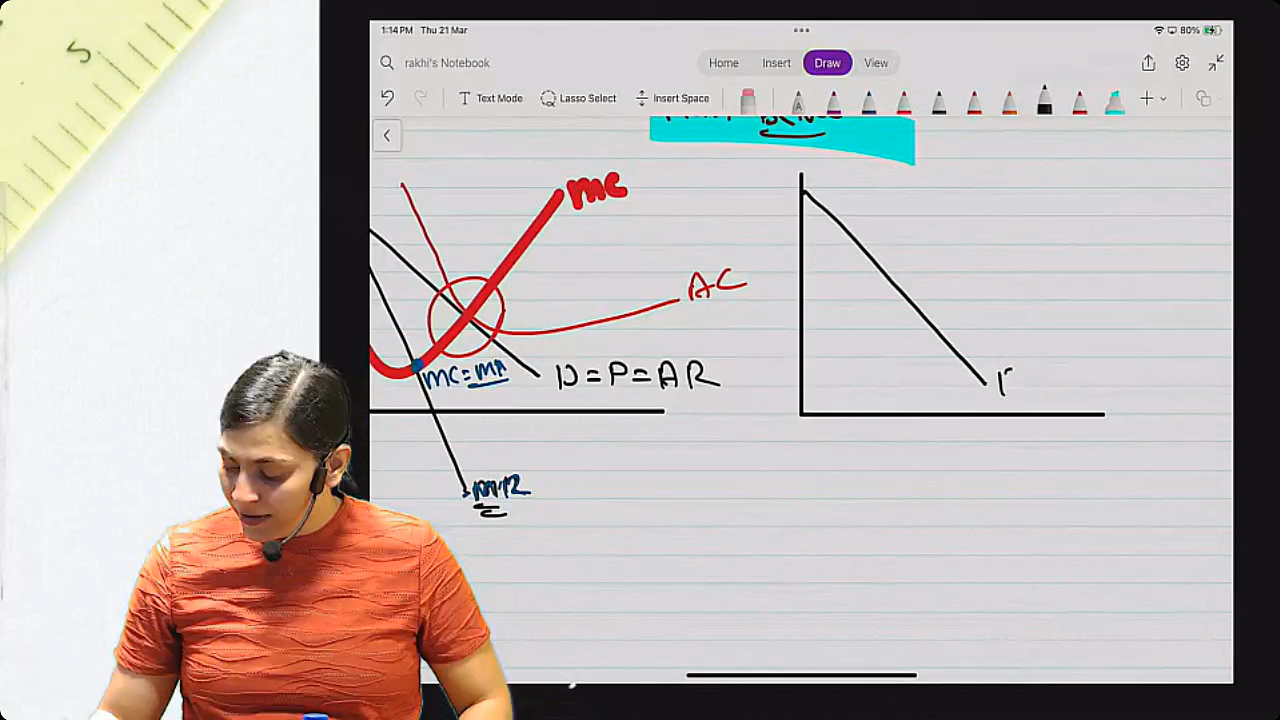 5
1:14 PM Thu 21 Mar
80%
rakhi's Notebook
Home Insert Draw View
Text Mode Lasso Select Insert Space
A
MC
AC
MC=MR
D=P=AR
MR